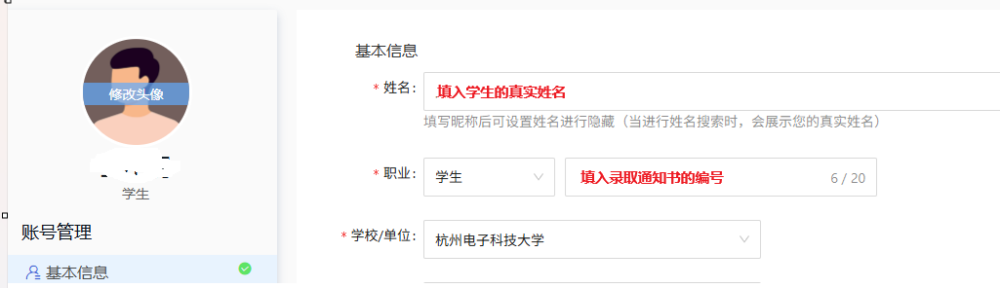 修改头像
学生
账号管理
基本信息
基本信息
* 姓名：
填入学生的真实姓名
填写昵称后可设置姓名进行隐藏（当进行姓名搜索时，会展示您的真实姓名）
* 职业：
学生
填入录取通知书的编号
6 / 20
* 学校/单位：
杭州电子科技大学